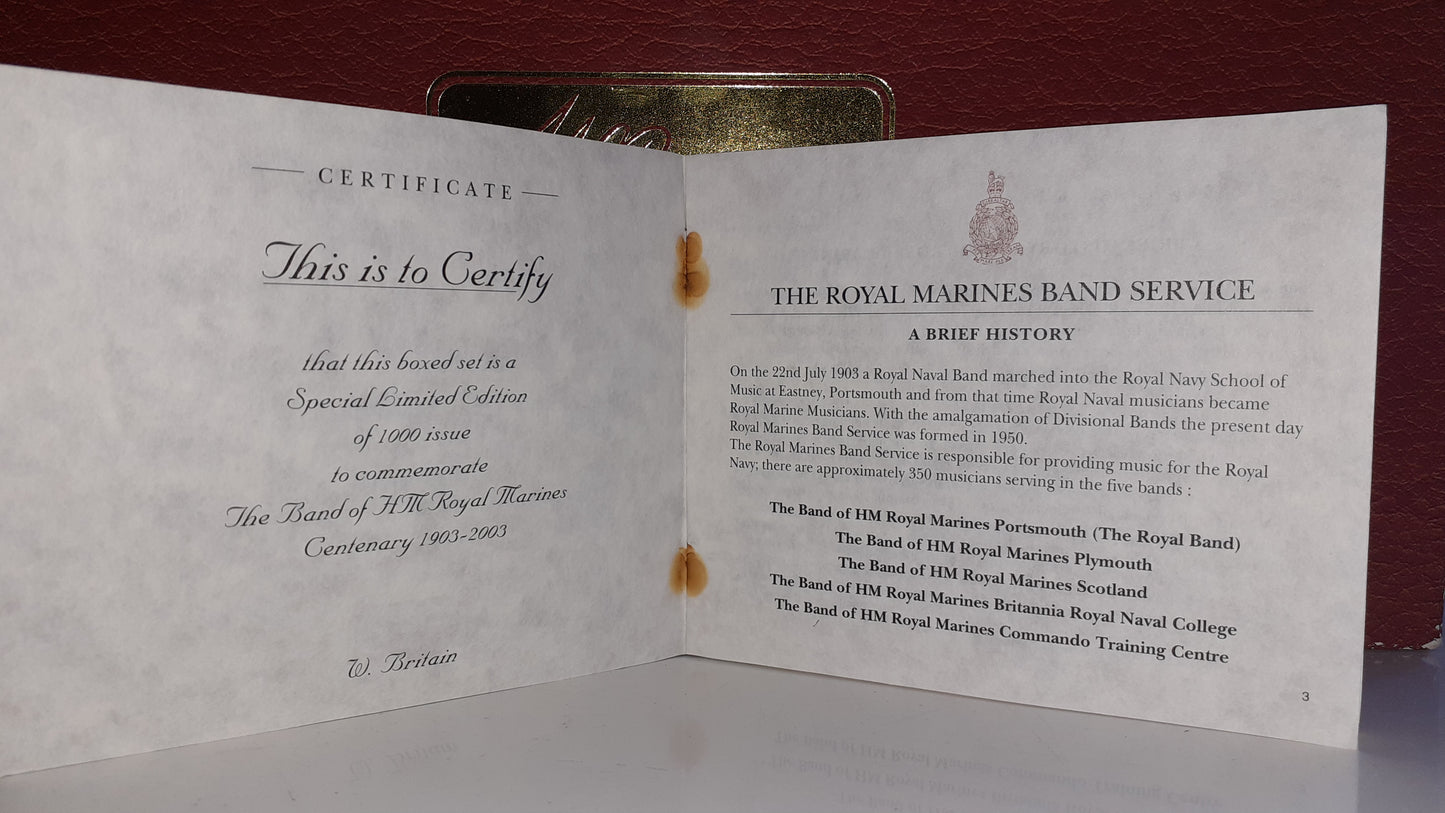 CERTIFICATE
This is to Certify
that this boxed set is a
Special Limited Edition
of 1000 issue
to commemorate
The Band of HM Royal Marines
Centenary 1903-2003
W. Britain
THE ROYAL MARINES BAND SERVICE
A BRIEF HISTORY
On the 22nd July 1903 a Royal Naval Band marched into the Royal Navy School of
Music at Eastney, Portsmouth and from that time Royal Naval musicians became
Royal Marine Musicians. With the amalgamation of Divisional Bands the present day
Royal Marines Band Service was formed in 1950.
The Royal Marines Band Service is responsible for providing music for the Royal
Navy; there are approximately 350 musicians serving in the five bands :
The Band of HM Royal Marines Portsmouth (The Royal Band)
The Band of HM Royal Marines Plymouth
The Band of HM Royal Marines Scotland
The Band of HM Royal Marines Britannia Royal Naval College
The Band of HM Royal Marines Commando Training Centre
3